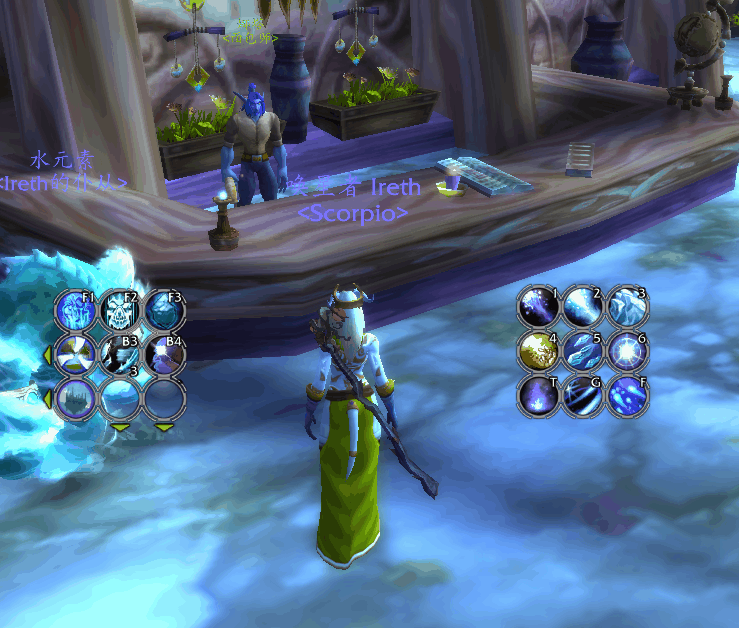 水元素
<Ireth的仆从>
Ireth
<Scorpio>
F1
F2
F3
B3
B4
3
1
2
3
4
5
6
T
G
F